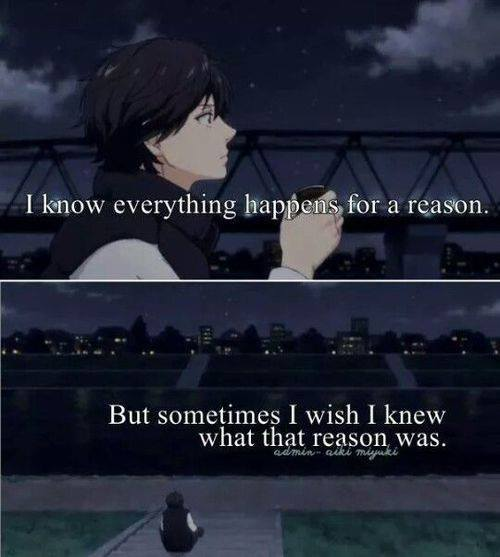 I know everything happens for a reason.
But sometimes I wish I knew
what that reason was.
admin- aiki miyuki